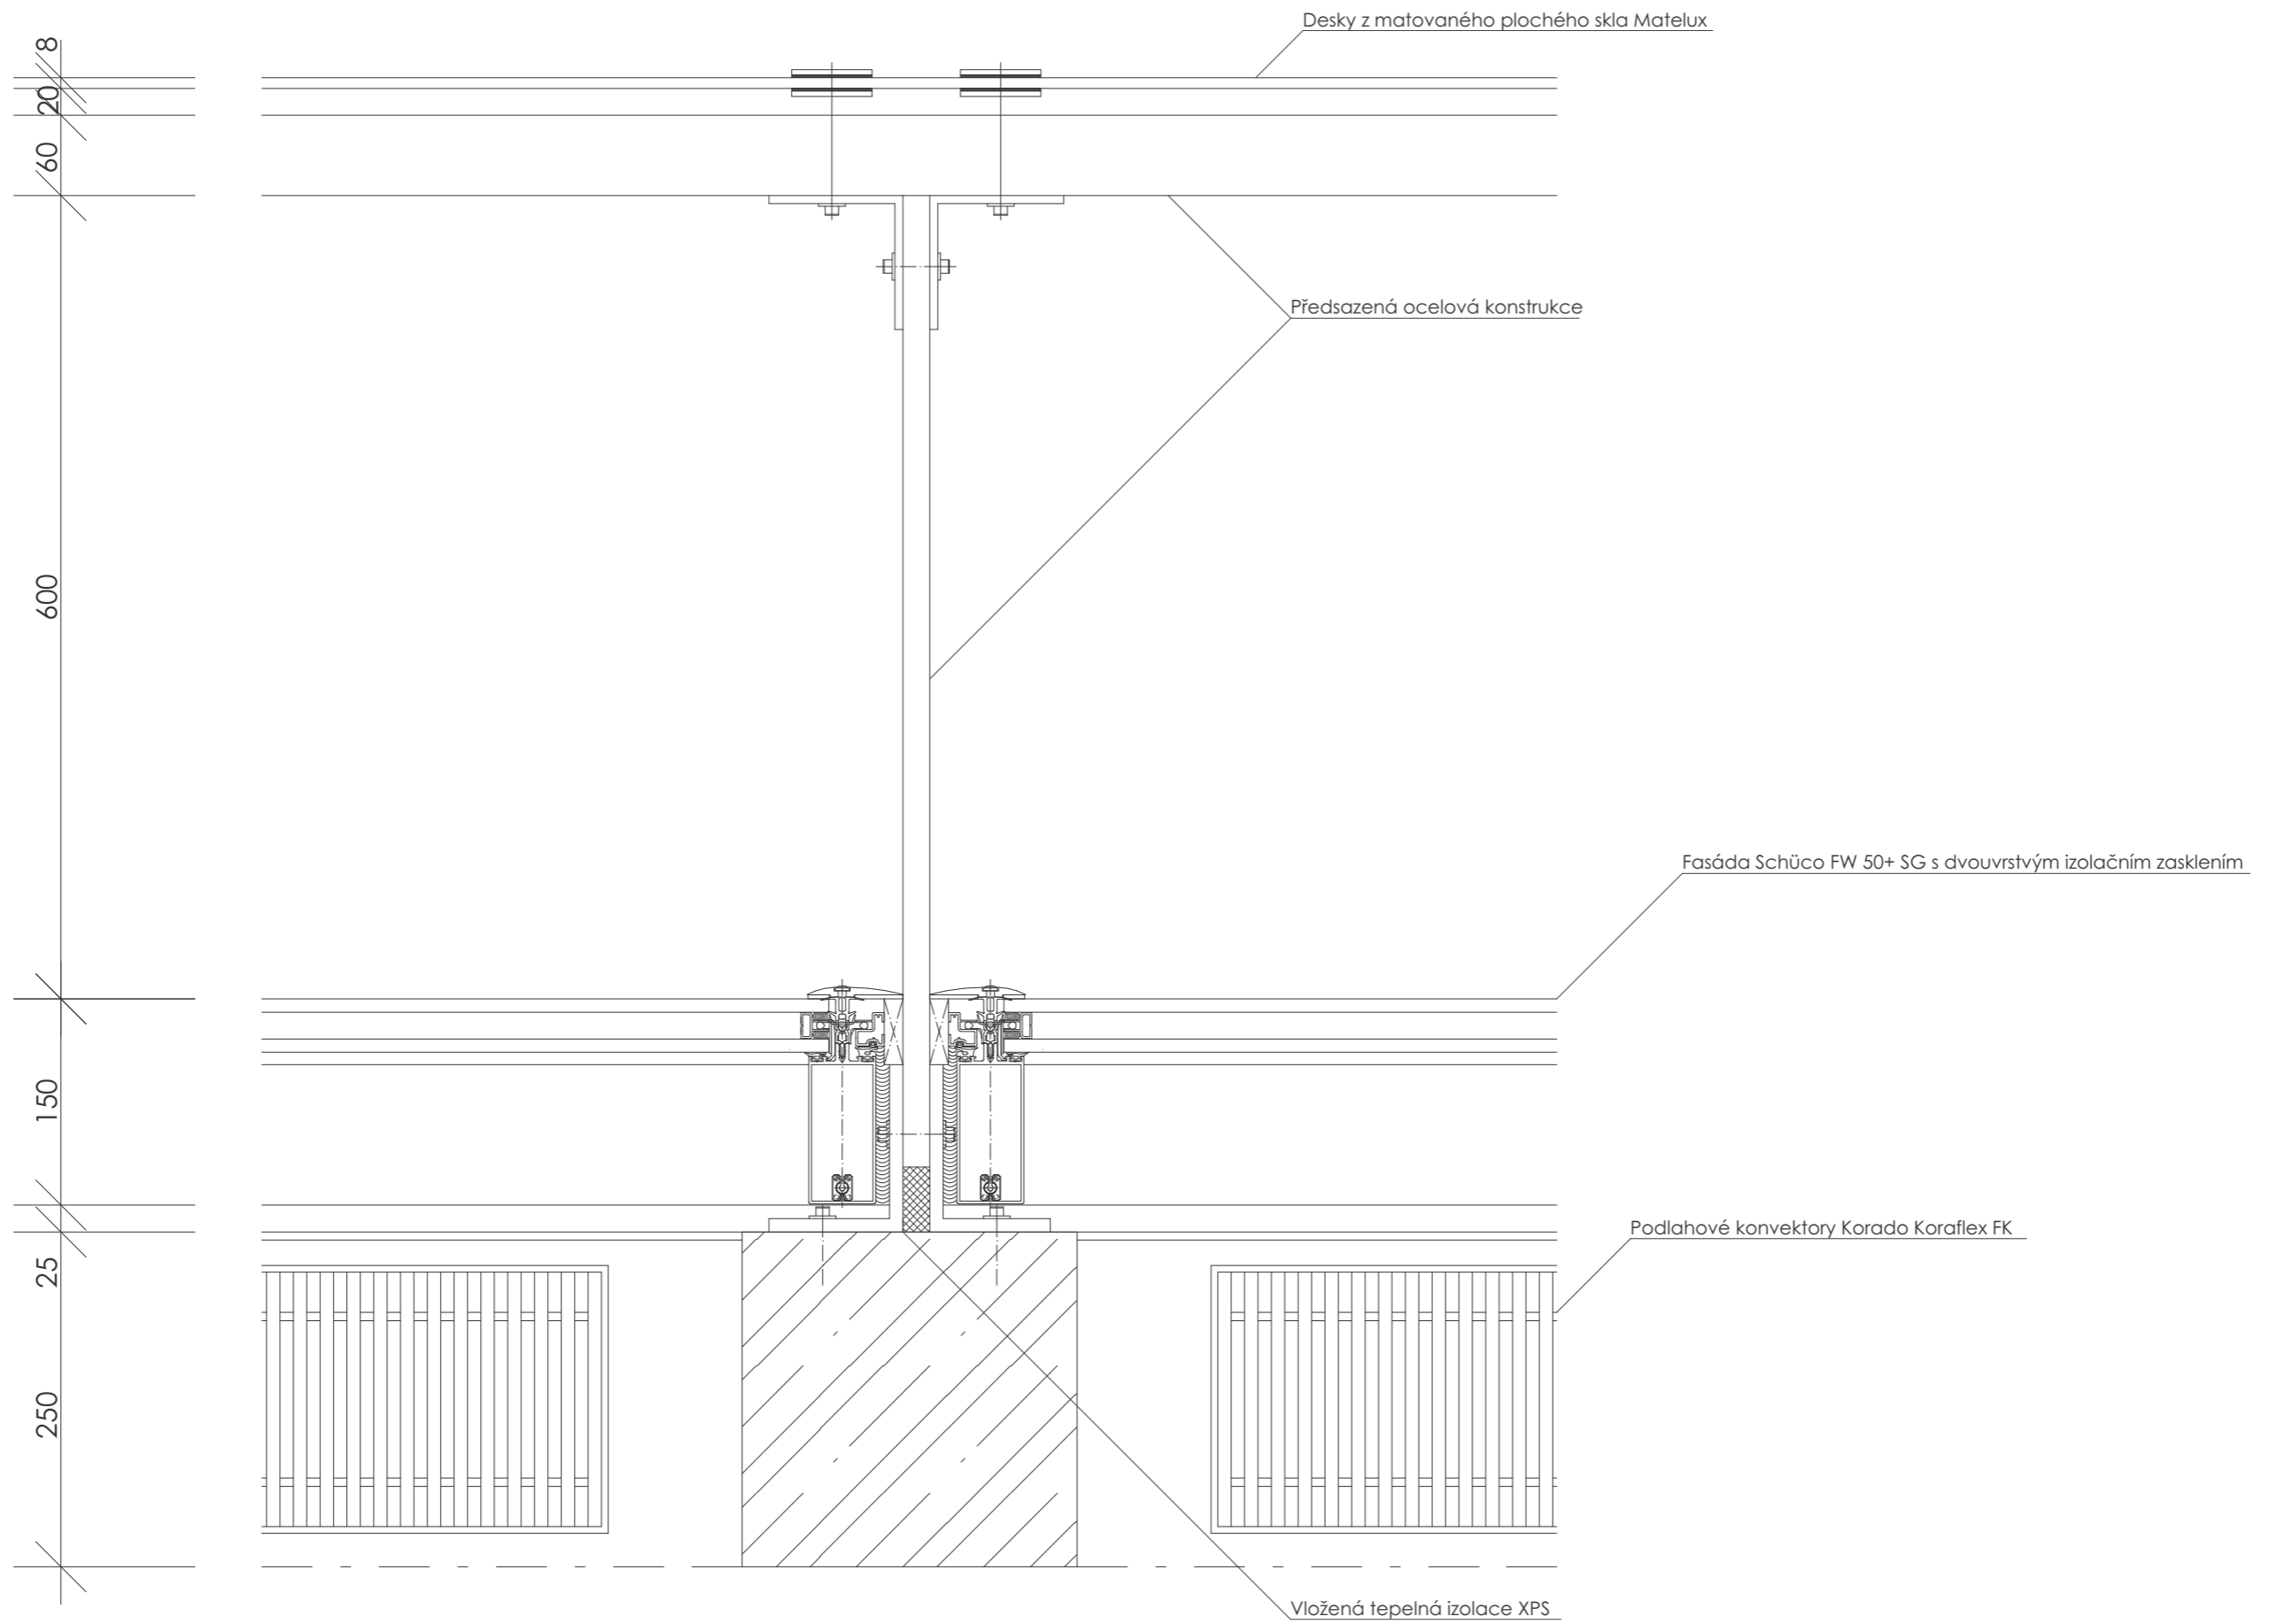 Desky z matovaného plochého skla Matelux
8
20
60
Předsazená ocelová konstrukce
600
Fasáda Schüco FW 50+ SG s dvouvrstvým izolačním zasklením
150
Podlahové konvektory Korado Koraflex FK
25
250
Vložená tepelná izolace XPS